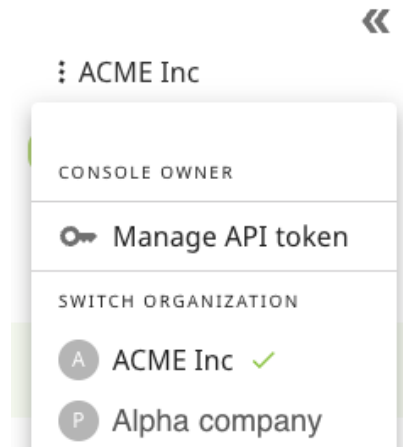 ACME Inc
CONSOLE OWNER
Manage API token
SWITCH ORGANIZATION
A ACME Inc
P Alpha company